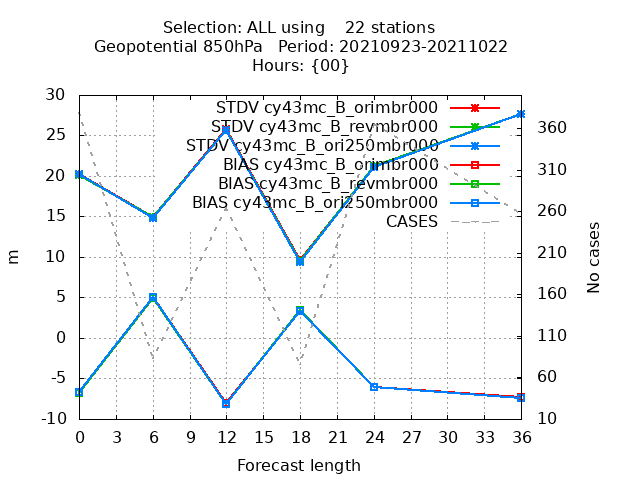 Selection: ALL using    22 stations
Geopotential 850hPa   Period: 20210923-20211022
Hours: {00}
STDV cy43mc_B_orimbr000
STDV cy43mc_B_revmbr000
STDV cy43mc_B_ori250mbr000
BIAS cy43mc_B_orimbr000
BIAS cy43mc_B_revmbr000
BIAS cy43mc_B_ori250mbr000
CASES
30
25
20
15
10
5
0
-5
-10
m
360
310
260
210
160
110
60
10
No cases
0 3 6 9 12 15 18 21 24 27 30 33 36
Forecast length